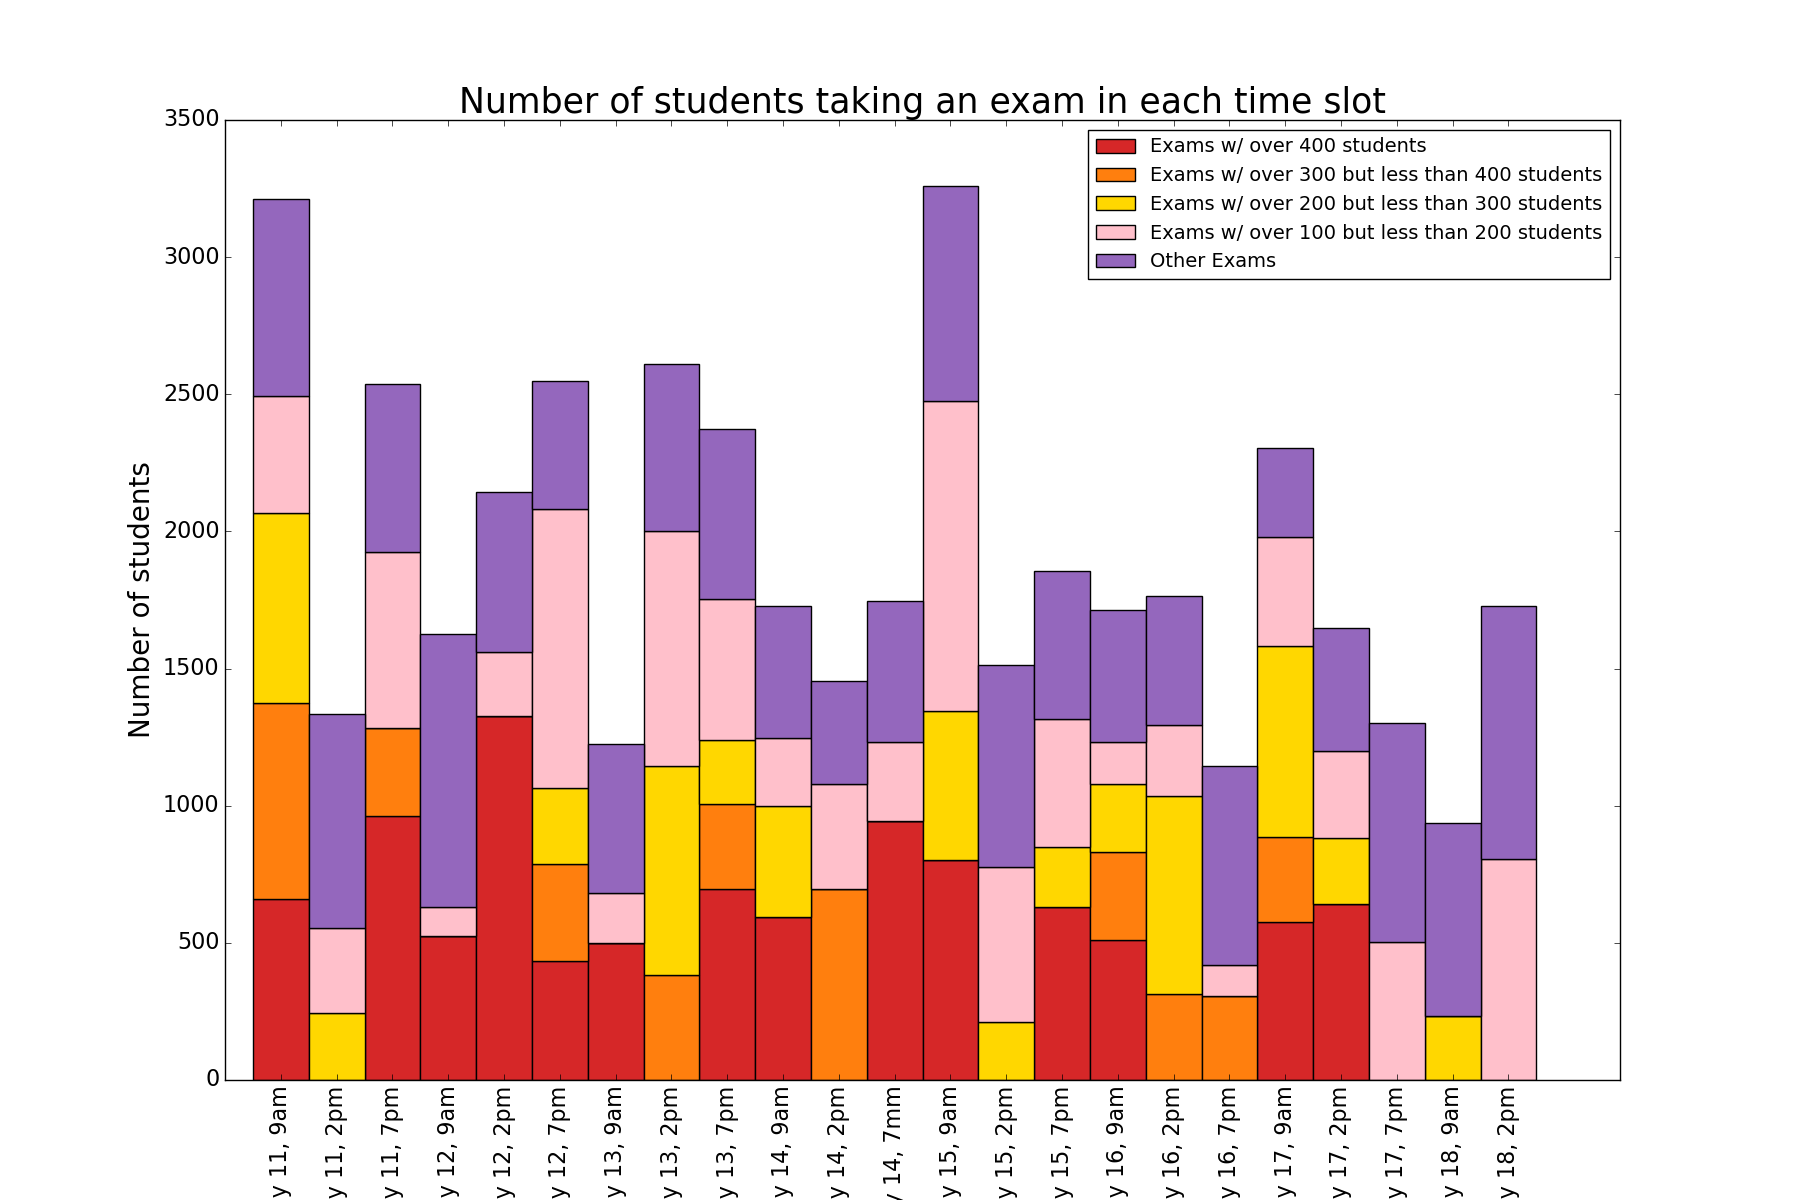 Number of students taking an exam in each time slot
Exams w/ over 400 students
Exams w/ over 300 but less than 400 students
Exams w/ over 200 but less than 300 students
Exams w/ over 100 but less than 200 students
Other Exams
Number of students
3500
3000
2500
2000
1500
1000
500
0
y 11, 9am
y 11, 2pm
y 11, 7pm
y 12, 9am
y 12, 2pm
y 12, 7pm
y 13, 9am
y 13, 2pm
y 13, 7pm
y 14, 9am
y 14, 2pm
y 14, 7mm
y 15, 9am
y 15, 2pm
y 15, 7pm
y 16, 9am
y 16, 2pm
y 16, 7pm
y 17, 9am
y 17, 2pm
y 17, 7pm
y 18, 9am
y 18, 2pm